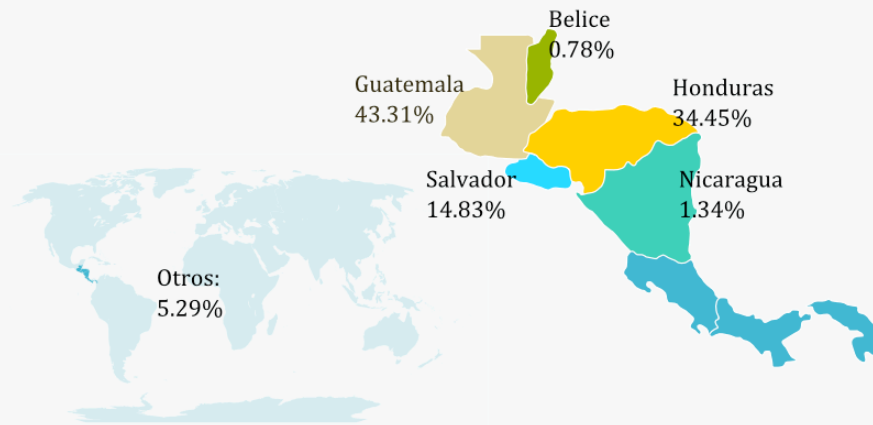 Belice
0.78%
Guatemala
43.31%
Honduras
34.45%
Salvador
14.83%
Nicaragua
1.34%
Otros:
5.29%